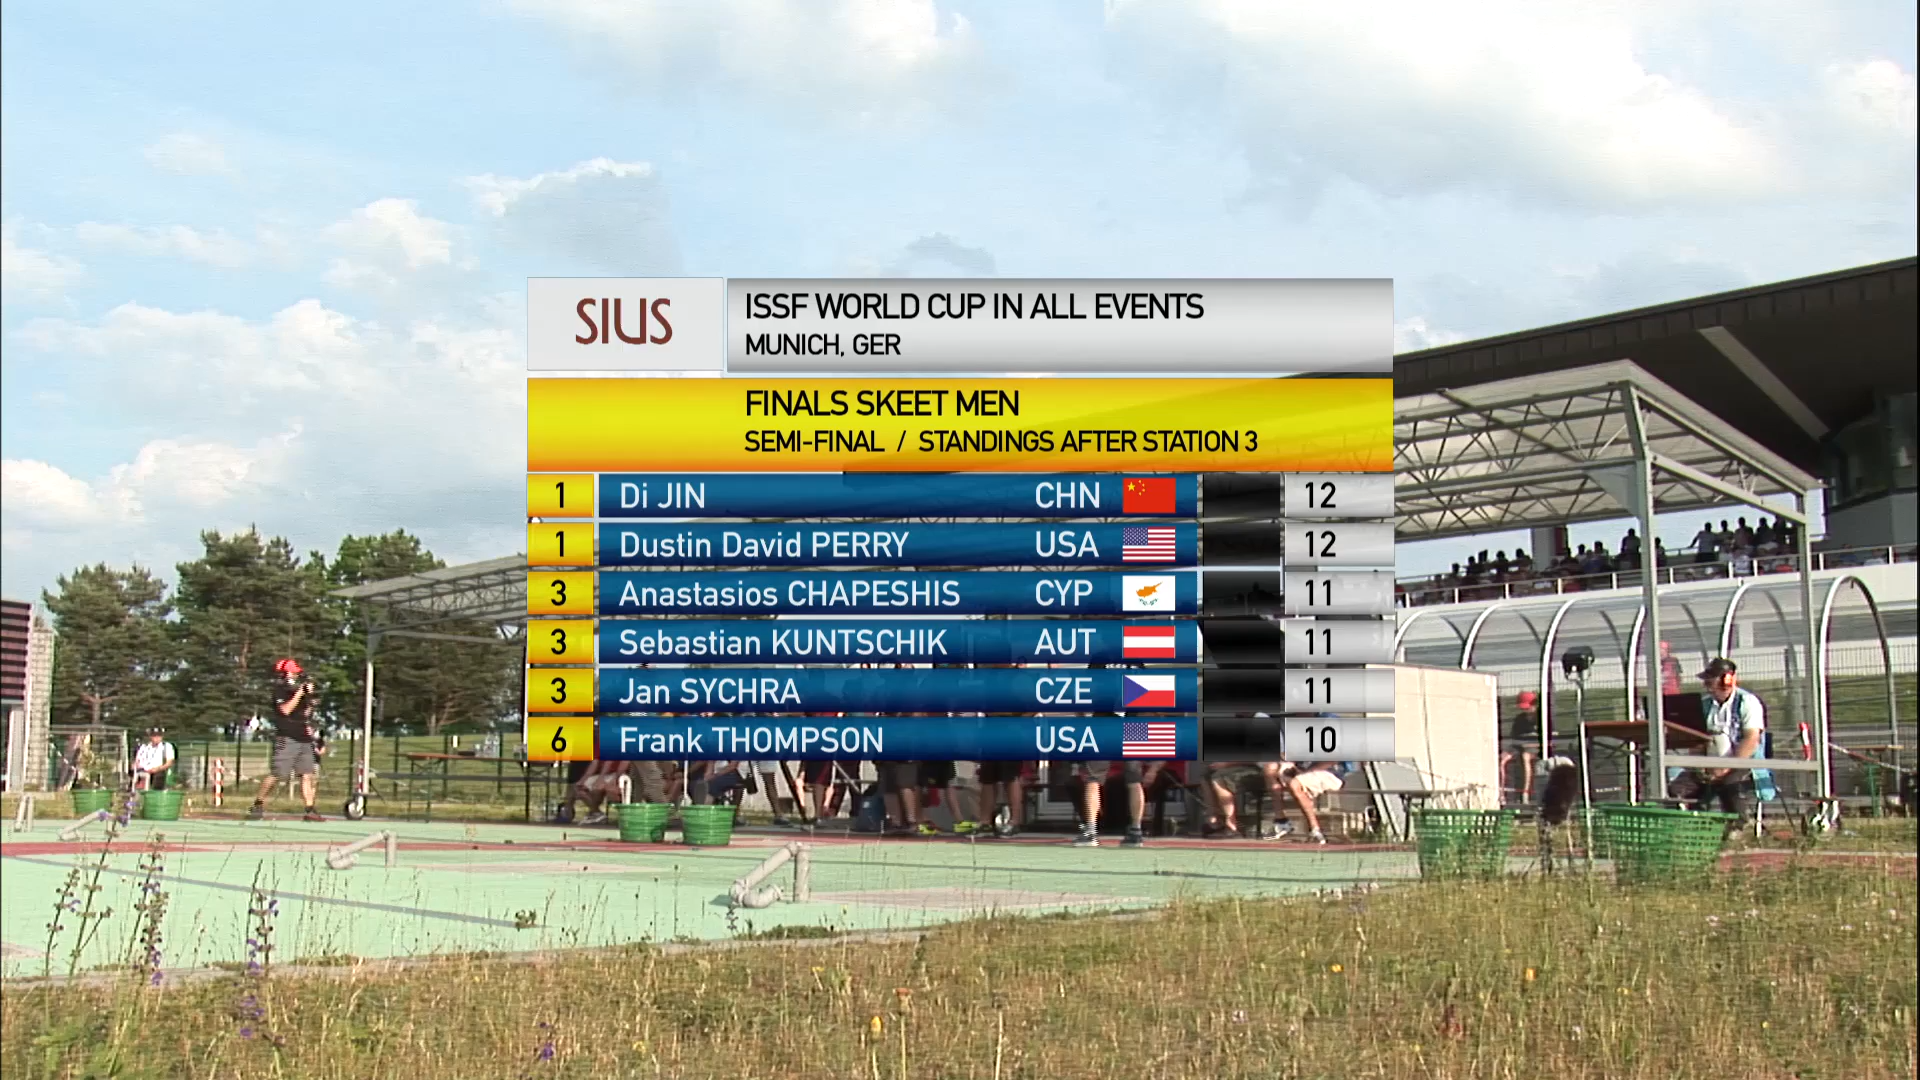 SIUS
ISSF WORLD CUP IN ALL EVENTS
MUNICH, GER
FINALS SKEET MEN
SEMI-FINAL / STANDINGS AFTER STATION 3
1 Di JIN CHN 12
1 Dustin David PERRY USA 12
3 Anastasios CHAPESHIS CYP 11
3 Sebastian KUNTSCHIK AUT 11
3 Jan SYCHRA CZE 11
6 Frank THOMPSON USA 10